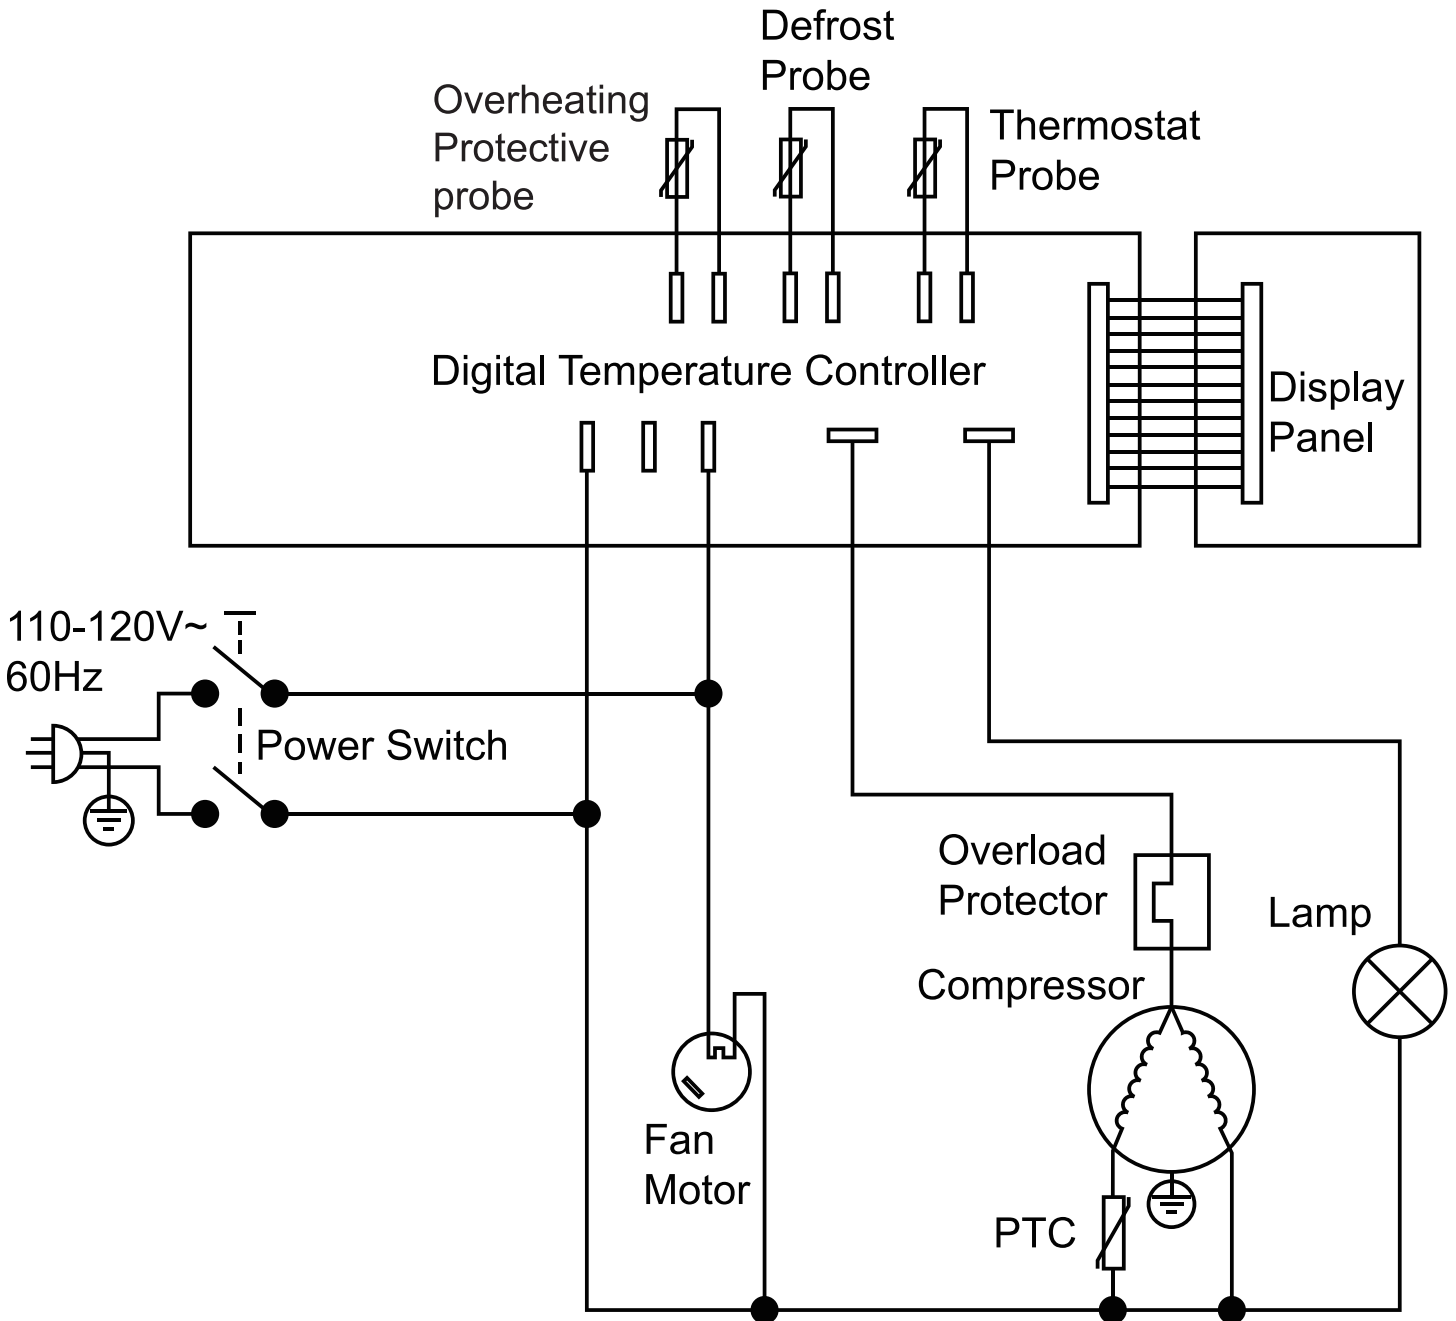 Defrost
Probe
Overheating
Protective
probe
Thermostat
Probe
Digital Temperature Controller
Display
Panel
110-120V~
60Hz
Power Switch
Overload
Protector
Lamp
Compressor
Fan
Motor
PTC